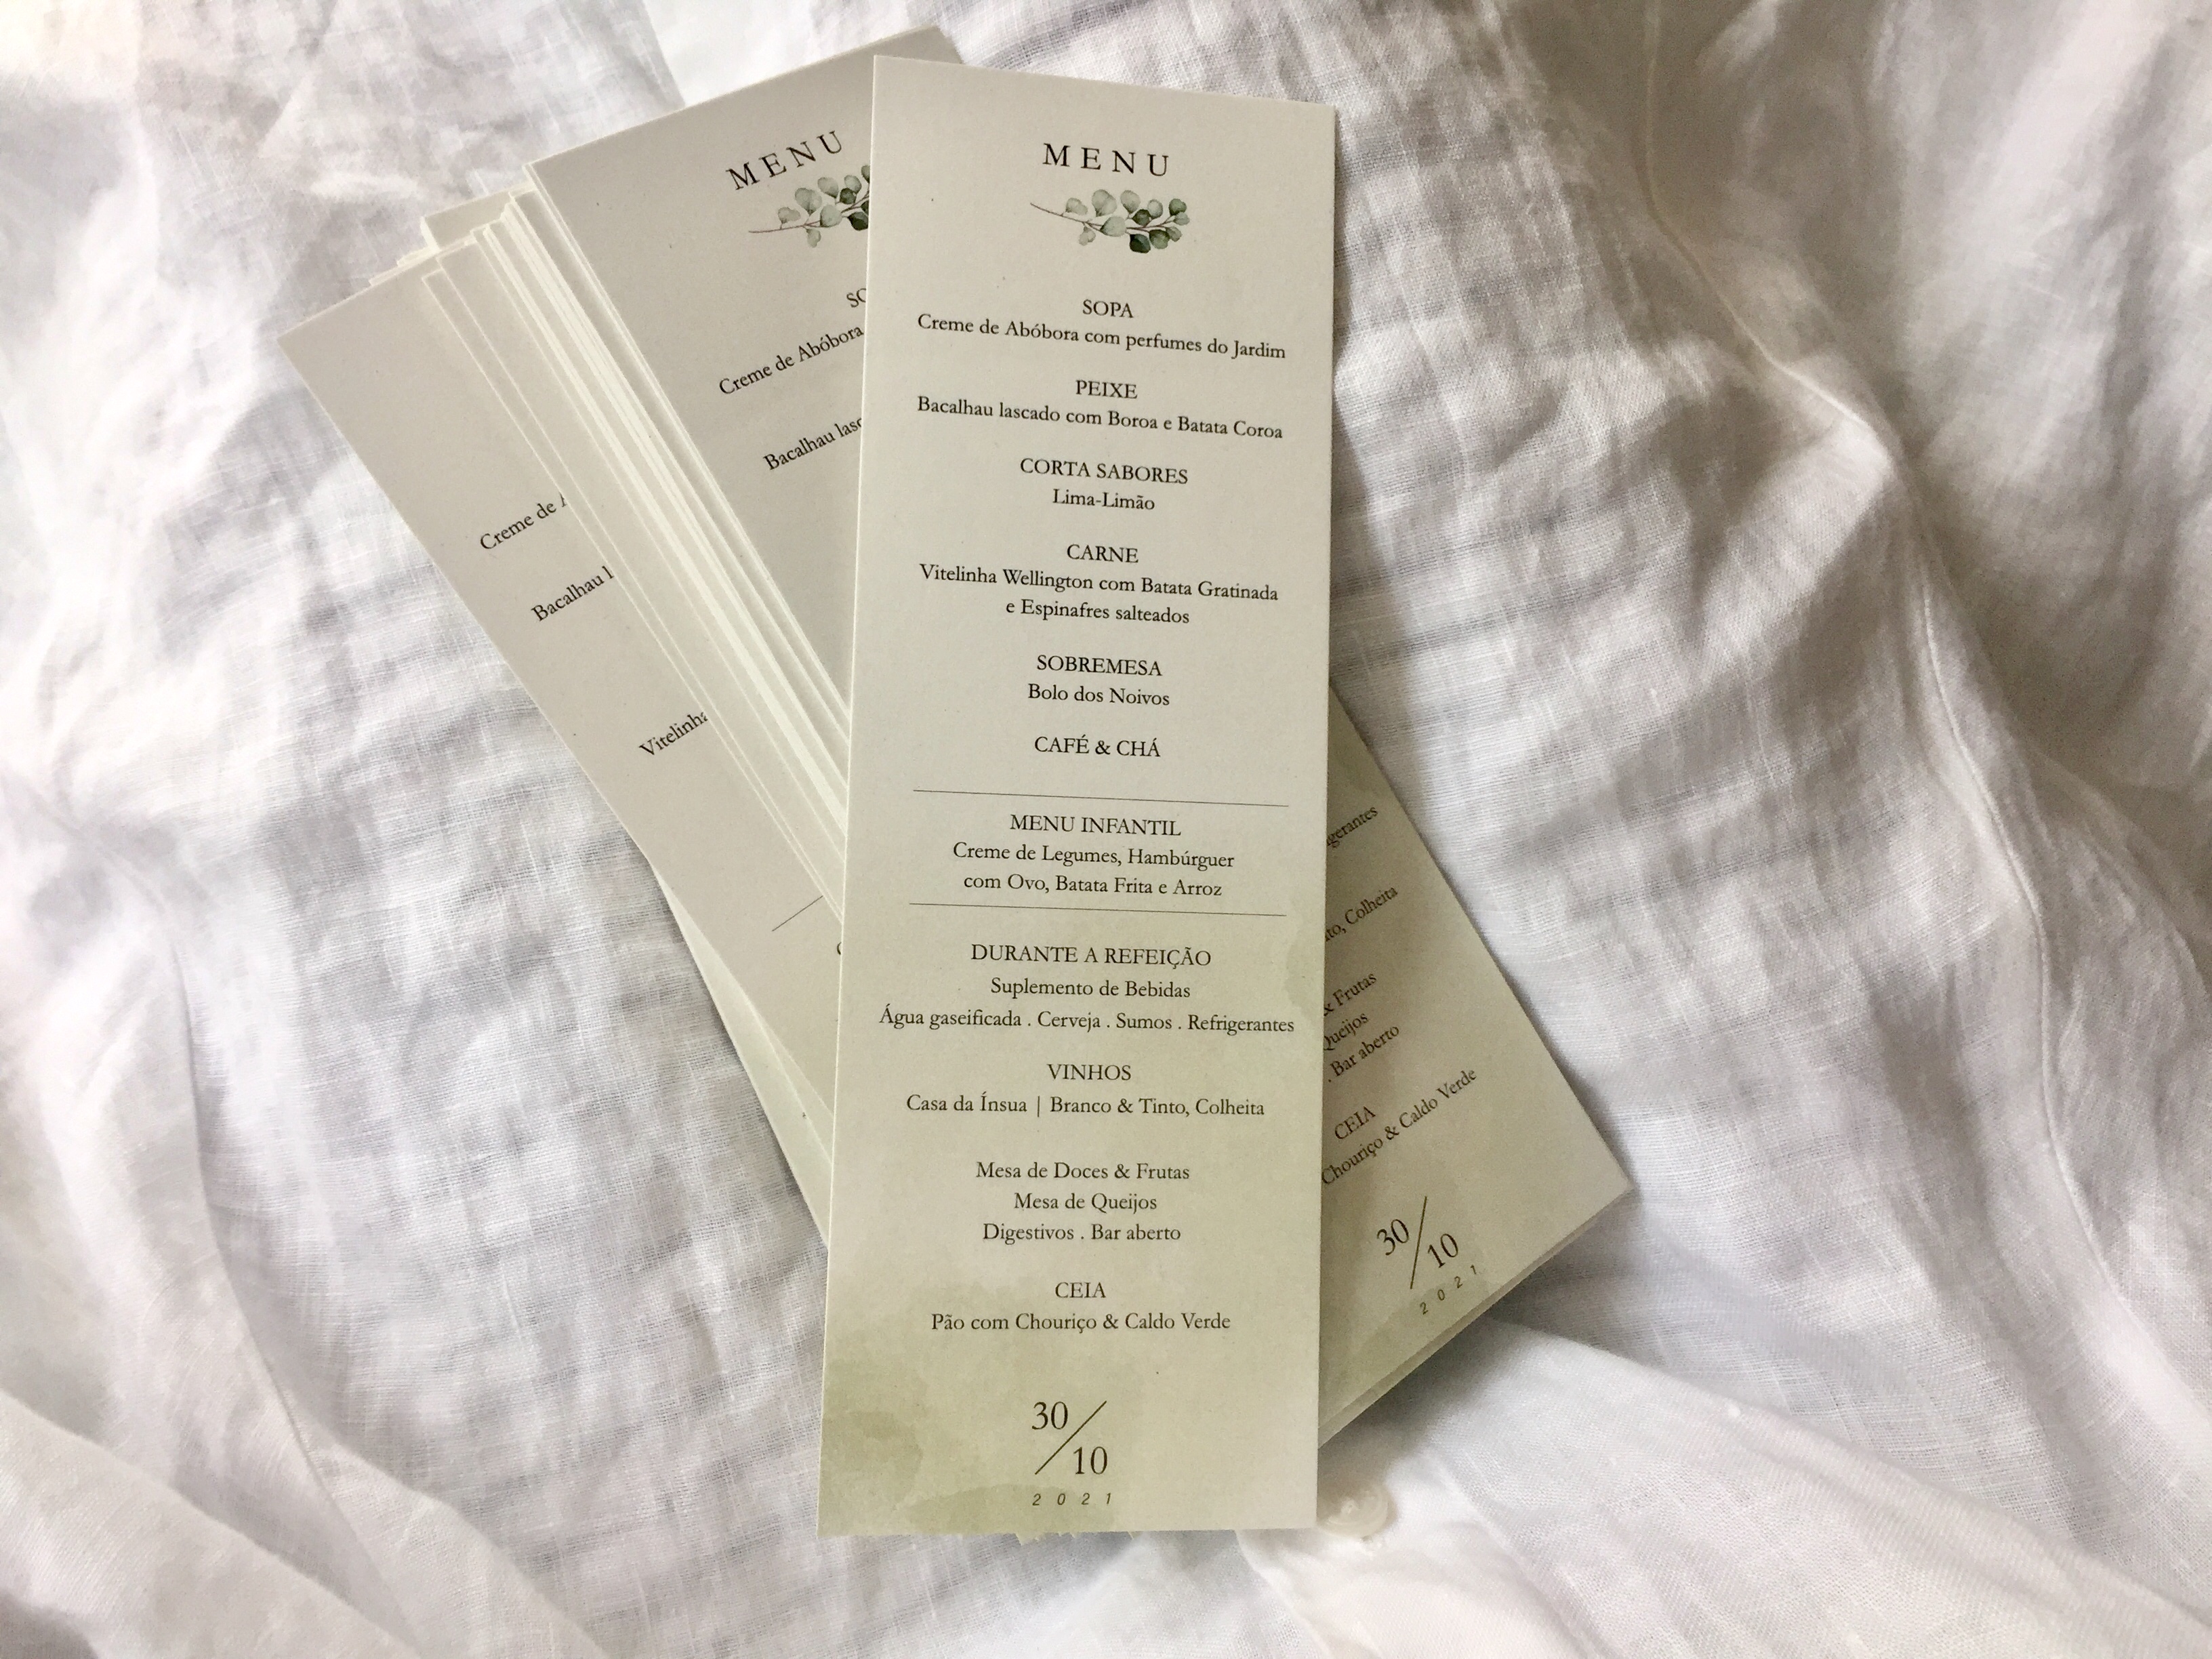 MENU
SOPA
Creme de Abóbora com perfumes do Jardim
PEIXE
Bacalhau lascado com Boroa e Batata Coroa
CORTA SABORES
Lima-Limão
CARNE
Vitelinha Wellington com Batata Gratinada
e Espinafres salteados
SOBREMESA
Bolo dos Noivos
CAFÉ & CHÁ
MENU INFANTIL
Creme de Legumes, Hambúrguer
com Ovo, Batata Frita e Arroz
DURANTE A REFEIÇÃO
Suplemento de Bebidas
Água gaseificada . Cerveja . Sumos . Refrigerantes
VINHOS
Casa da Ínsua | Branco & Tinto, Colheita
Mesa de Doces & Frutas
Mesa de Queijos
Digestivos . Bar aberto
CEIA
Pão com Chouriço & Caldo Verde
30/
10
2021
MENU
Creme de Abóbora
Bacalhau
Creme de
Bacalhau
Colheita
& Frutas
Queijos
. Bar aberto
CEIA
Chouriço & Caldo Verde
30/
10
2021